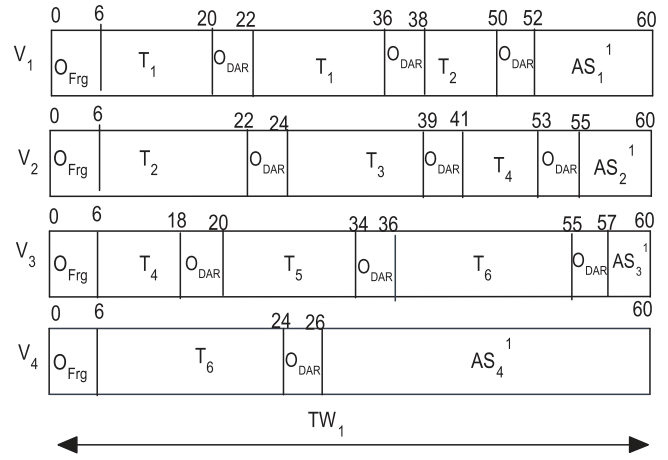 0 6 20 22 36 38 50 52 60
V1 OFrg T1 ODAR T1 ODAR T2 ODAR AS1 1
0 6 22 24 39 41 53 55 60
V2 OFrg T2 ODAR T3 ODAR T4 ODAR AS2 1
0 6 18 20 34 36 55 57 60
V3 OFrg T4 ODAR T5 ODAR T6 ODAR AS3 1
0 6 24 26 60
V4 OFrg T6 ODAR AS4 1
TW1